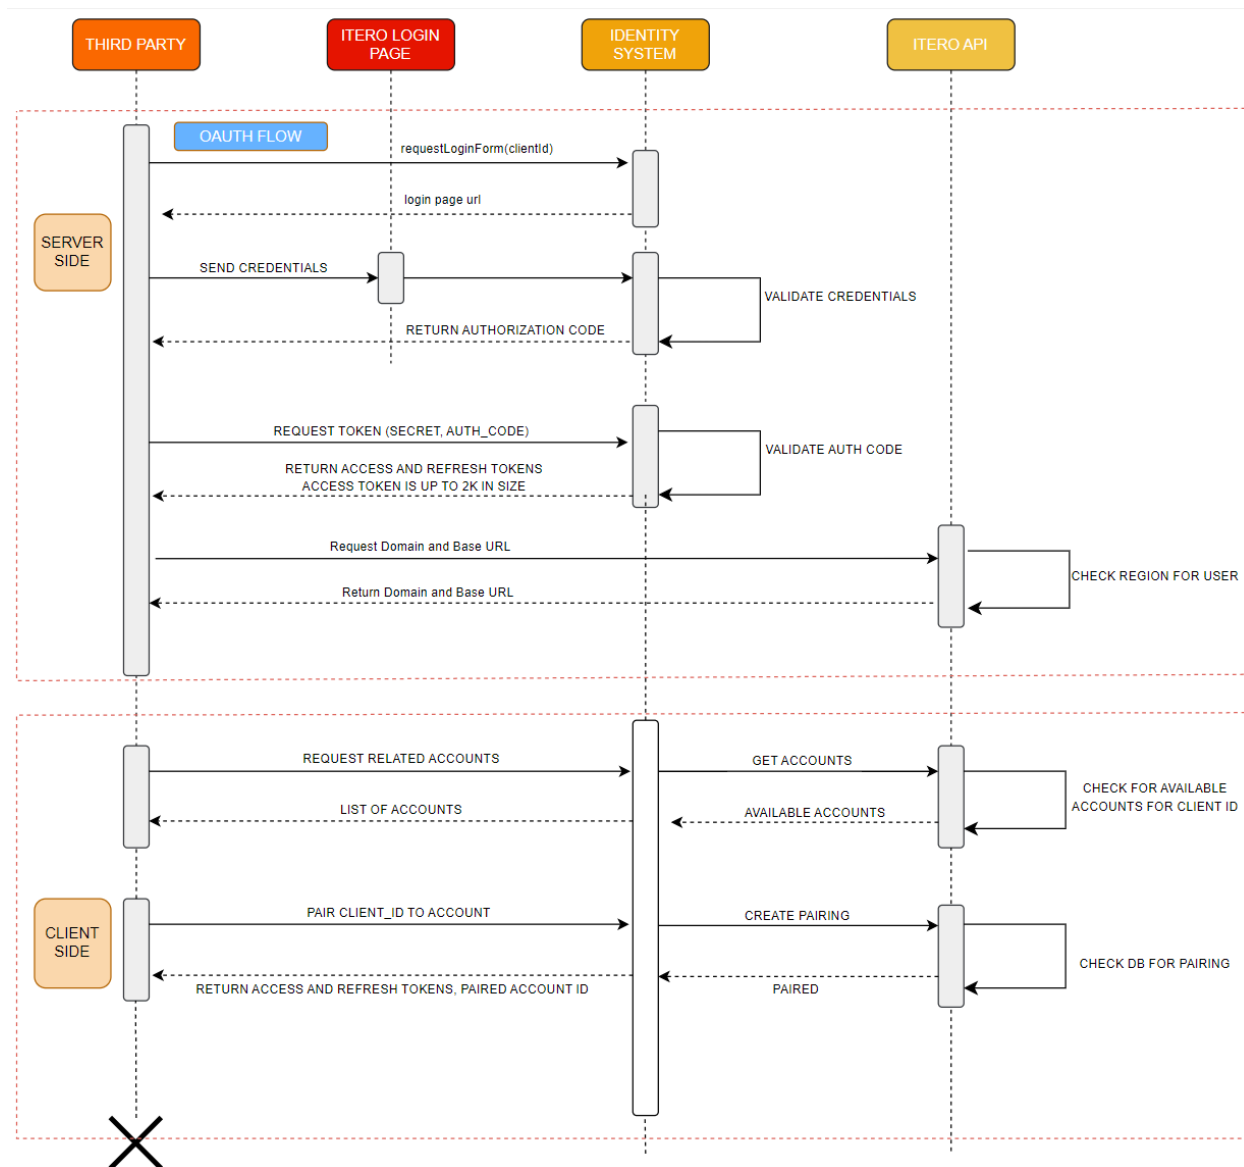 THIRD PARTY
ITERO LOGIN
PAGE
IDENTITY
SYSTEM
ITERO API
OAUTH FLOW
requestLoginForm(clientId)
login page url
SERVER
SIDE
SEND CREDENTIALS
VALIDATE CREDENTIALS
RETURN AUTHORIZATION CODE
REQUEST TOKEN (SECRET, AUTH_CODE)
VALIDATE AUTH CODE
RETURN ACCESS AND REFRESH TOKENS
ACCESS TOKEN IS UP TO 2K IN SIZE
Request Domain and Base URL
CHECK REGION FOR USER
Return Domain and Base URL
REQUEST RELATED ACCOUNTS
GET ACCOUNTS
CHECK FOR AVAILABLE
ACCOUNTS FOR CLIENT ID
LIST OF ACCOUNTS
AVAILABLE ACCOUNTS
CLIENT
SIDE
PAIR CLIENT_ID TO ACCOUNT
CREATE PAIRING
CHECK DB FOR PAIRING
RETURN ACCESS AND REFRESH TOKENS, PAIRED ACCOUNT ID
PAIRED